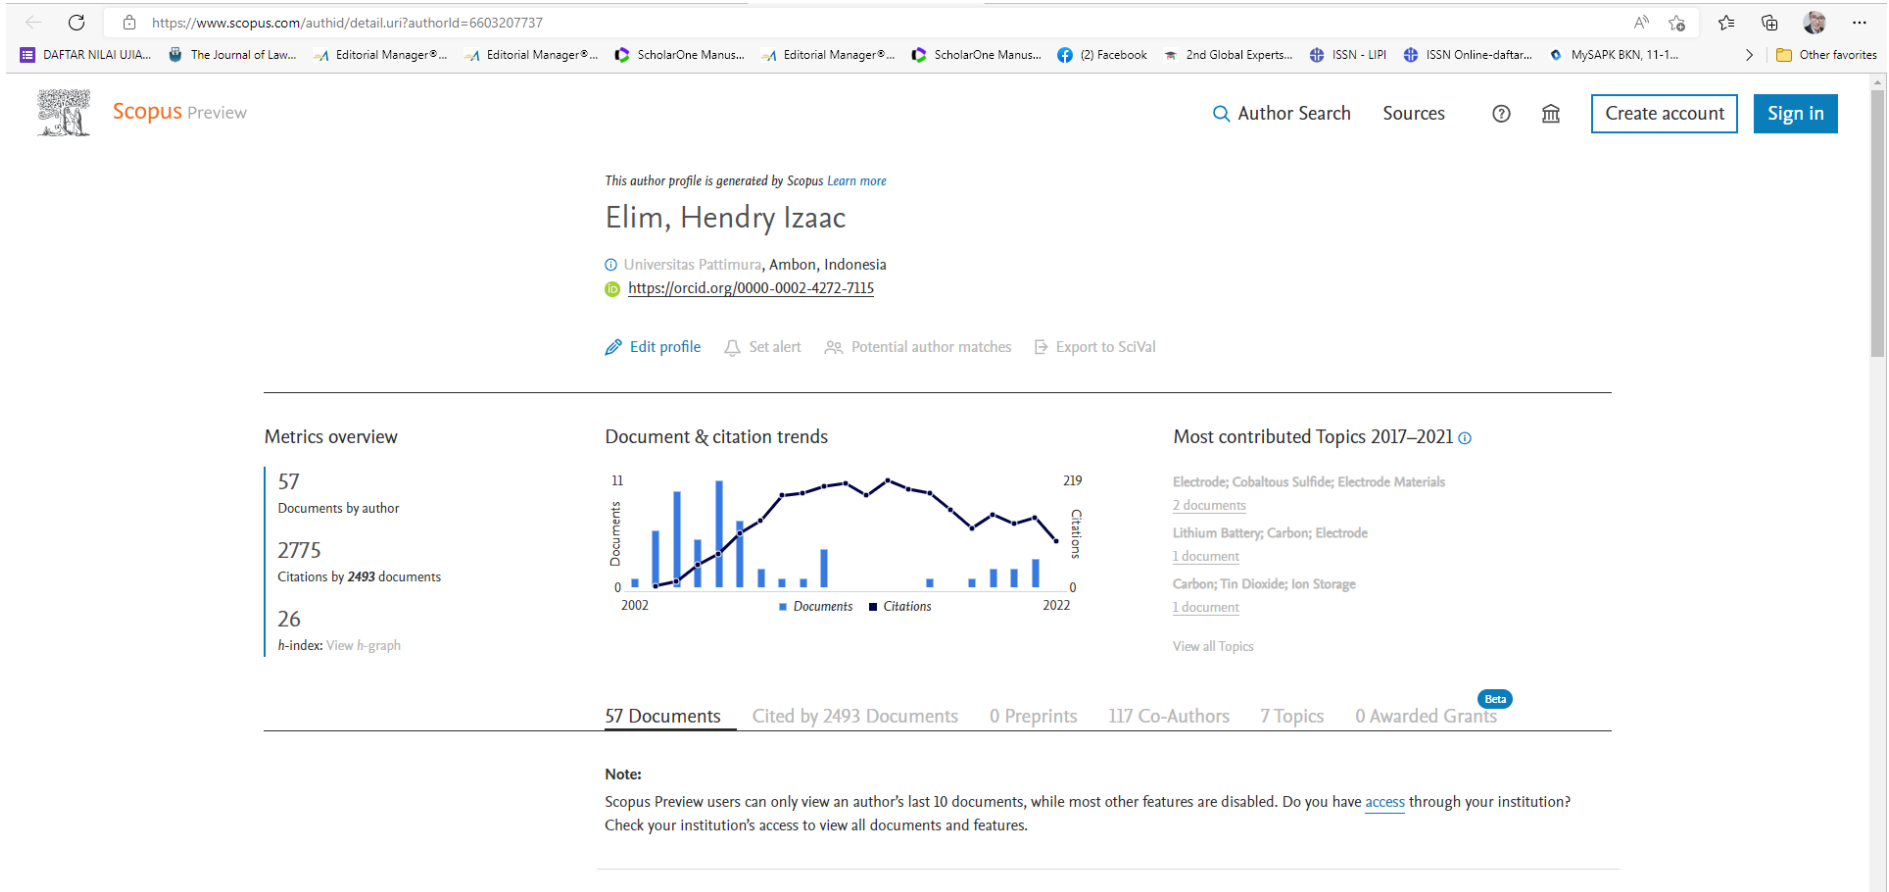 https://www.scopus.com/authid/detail.uri?authorId=6603207737
DAFTAR NILAI UJIA... The Journal of Law... Editorial Manager®... Editorial Manager®... ScholarOne Manus... Editorial Manager®... ScholarOne Manus... (2) Facebook 2nd Global Experts... ISSN - LIPI ISSN Online-daftar... MySAPK BKN, 11-1... Other favorites
Scopus Preview Author Search Sources Create account Sign in
This author profile is generated by Scopus Learn more
Elim, Hendry Izaac
Universitas Pattimura, Ambon, Indonesia
iD https://orcid.org/0000-0002-4272-7115
Edit profile Set alert Potential author matches Export to SciVal
Metrics overview
57
Documents by author
2775
Citations by 2493 documents
26
h-index: View h-graph
Document & citation trends
11 219
Documents Citations
0 0
2002 2022
Documents Citations
Most contributed Topics 2017–2021
Electrode; Cobaltous Sulfide; Electrode Materials
2 documents
Lithium Battery; Carbon; Electrode
1 document
Carbon; Tin Dioxide; Ion Storage
1 document
View all Topics
Beta
57 Documents Cited by 2493 Documents 0 Preprints 117 Co-Authors 7 Topics 0 Awarded Grants
Note:
Scopus Preview users can only view an author's last 10 documents, while most other features are disabled. Do you have access through your institution?
Check your institution's access to view all documents and features.